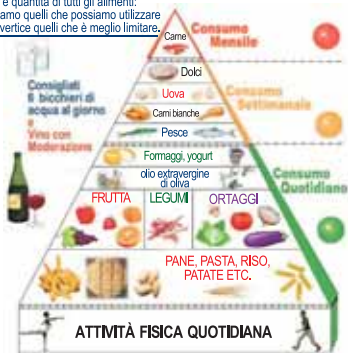 e quantità di tutti gli alimenti:
amo quelli che possiamo utilizzare
vertice quelli che è meglio limitare.
Carne
Consumo
Mensile
Dolci
Uova
Carni bianche
Pesce
Consumo
Settimanale
Consigliati
6 bicchieri di
acqua al giorno
e
Vino con
Moderazione
Formaggi, yogurt
olio extravergine
di oliva
Consumo
Quotidiano
FRUTTA
LEGUMI
ORTAGGI
PANE, PASTA, RISO,
PATATE ETC.
ATTIVITÀ FISICA QUOTIDIANA